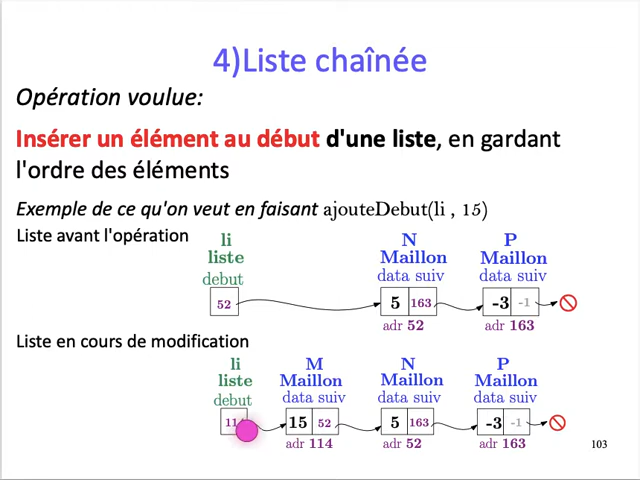 4)Liste chaînée
Opération voulue:
Insérer un élément au début d'une liste, en gardant
l'ordre des éléments
Exemple de ce qu'on veut en faisant ajouteDebut(li , 15)
Liste avant l'opération
li N P
liste Maillon Maillon
debut data suiv data suiv
52 5 163 -3 -1
adr 52 adr 163
Liste en cours de modification
li M N P
liste Maillon Maillon Maillon
debut data suiv data suiv data suiv
114 15 52 5 163 -3 -1
adr 114 adr 52 adr 163
103